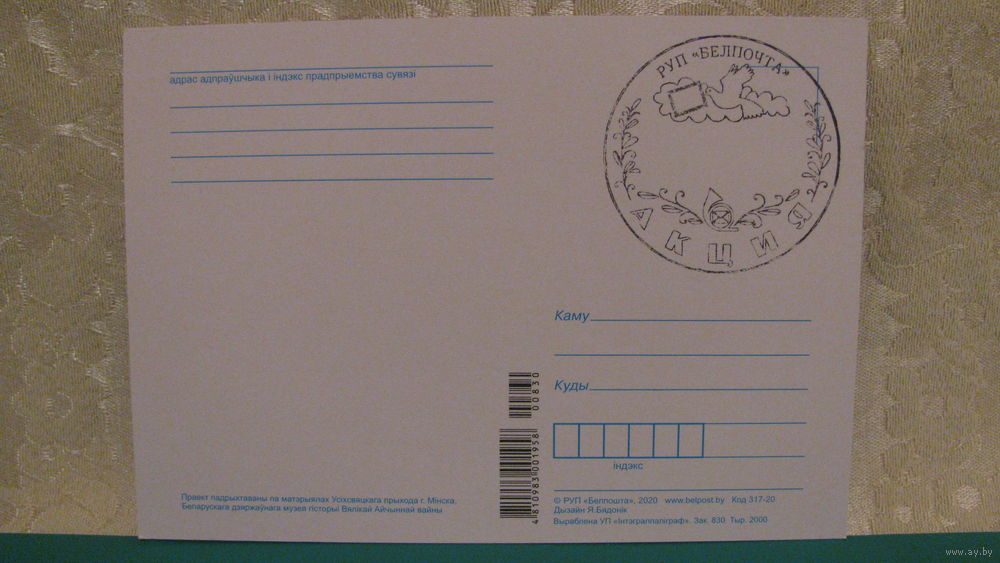 адрас адпраўшчыка і індэкс прадпрыемства сувязі
РУП «БЕЛПОЧТА»
АКЦИЯ
Каму
Куды
індэкс
00830
4810983001958
Праект падрыхтаваны па матэрыялах Усіхсвяцкага прыхода г. Мінска,
Беларускага дзяржаўнага музея гісторыі Вялікай Айчыннай вайны
© РУП «Белпошта», 2020 www.belpost.by Код 317-20
Дызайн Я.Бядонік
Выраблена УП «Інтэгралпаліграф». Зак. 830 Тыр. 2000
www.ay.by